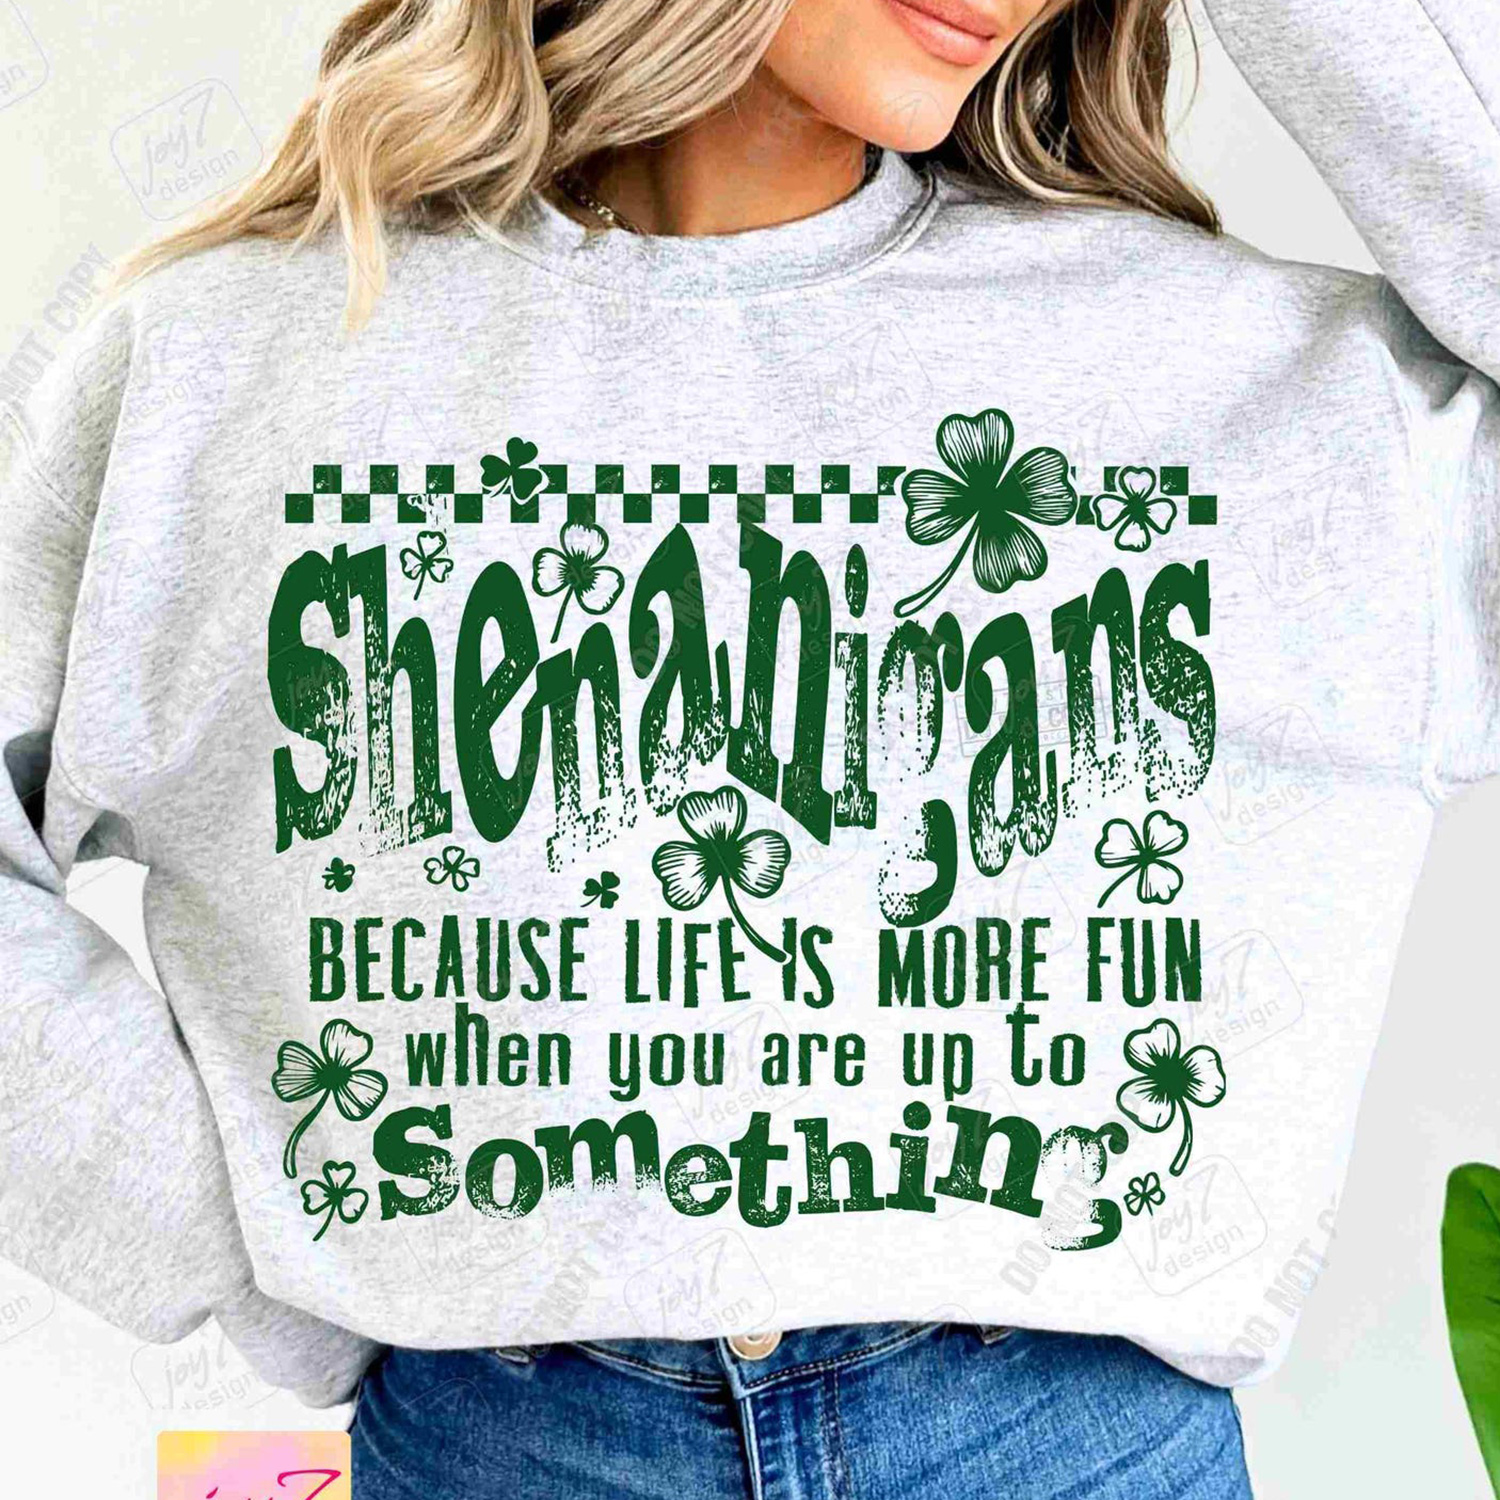 Shenanigans
BECAUSE LIFE IS MORE FUN
when you are up to
Something
joy7
design
DO NOT COPY